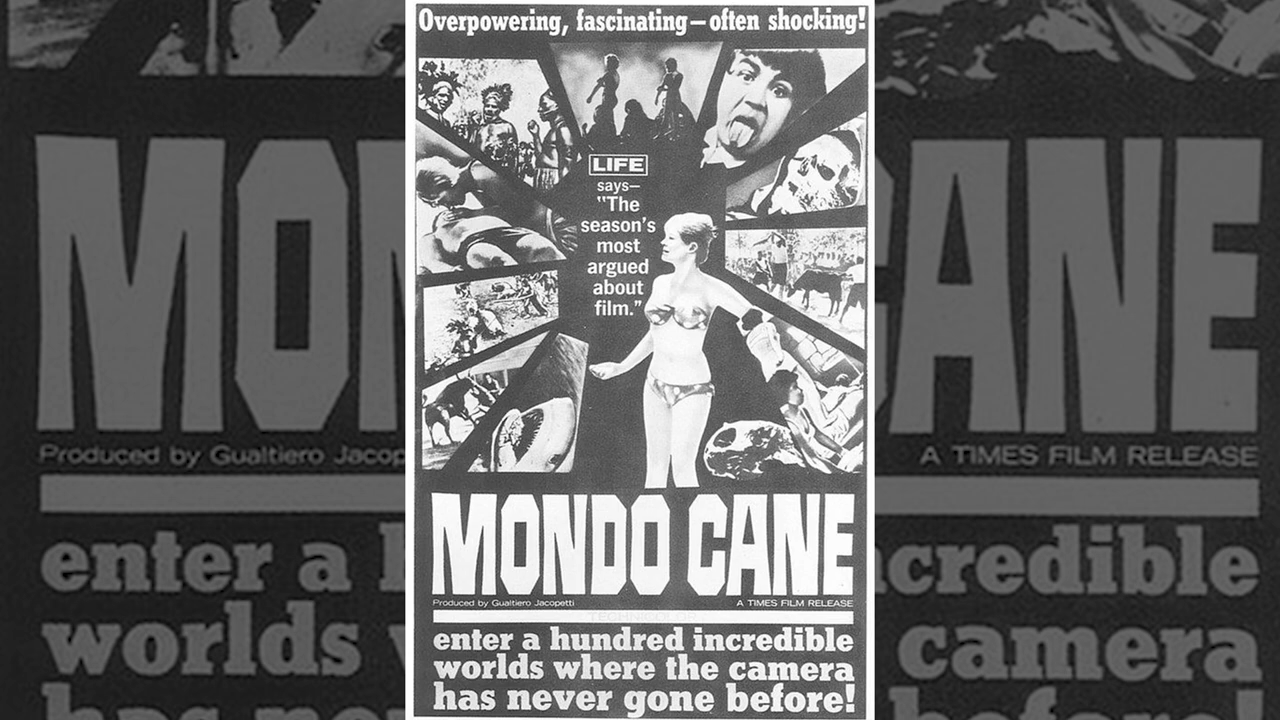 Overpowering, fascinating—often shocking!
LIFE
says—
"The
season's
most
argued
about
film."
MONDO CANE
Produced by Gualtiero Jacopetti
A TIMES FILM RELEASE
TECHNICOLOR
enter a hundred incredible
worlds where the camera
has never gone before!